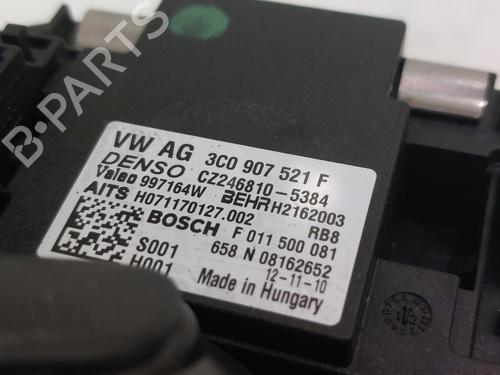 B-PARTS
VW AG 3C0 907 521 F
DENSO CZ246810-5384
Valeo 997164W BEHR H2162003
AITS H071170127.002 RB8
BOSCH F 011 500 081
S001 658 N 08162652
H001 12-11-10
Made in Hungary